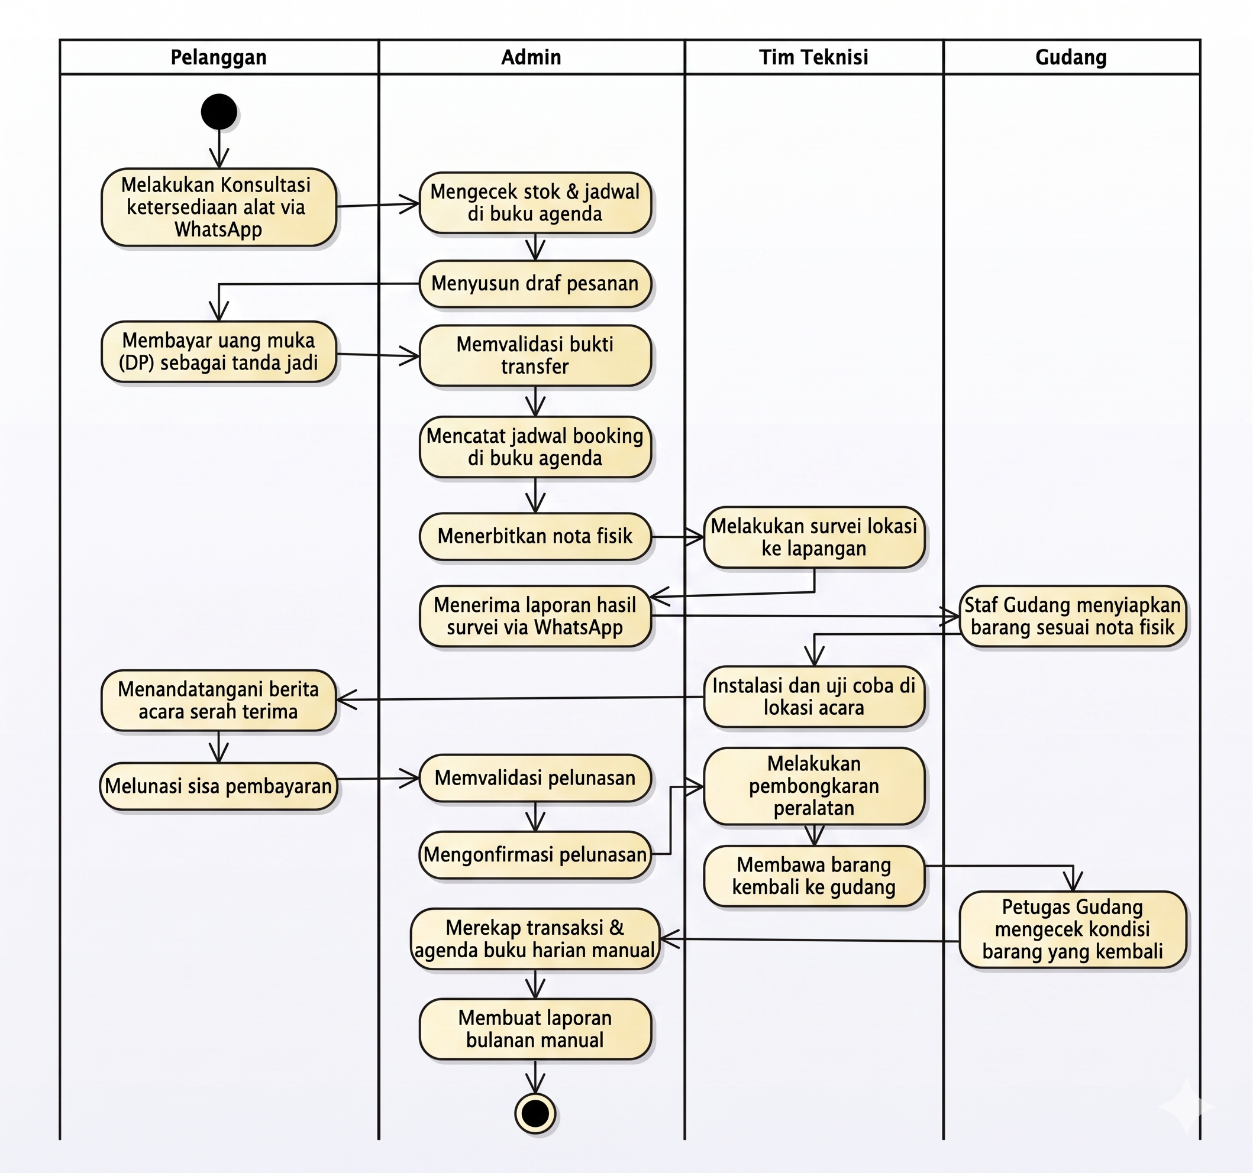 Pelanggan
Admin
Tim Teknisi
Gudang
Melakukan Konsultasi
ketersediaan alat via
WhatsApp
Mengecek stok & jadwal
di buku agenda
Menyusun draf pesanan
Membayar uang muka
(DP) sebagai tanda jadi
Memvalidasi bukti
transfer
Mencatat jadwal booking
di buku agenda
Menerbitkan nota fisik
Melakukan survei lokasi
ke lapangan
Menerima laporan hasil
survei via WhatsApp
Staf Gudang menyiapkan
barang sesuai nota fisik
Instalasi dan uji coba di
lokasi acara
Menandatangani berita
acara serah terima
Melunasi sisa pembayaran
Memvalidasi pelunasan
Mengonfirmasi pelunasan
Melakukan
pembongkaran
peralatan
Membawa barang
kembali ke gudang
Petugas Gudang
mengecek kondisi
barang yang kembali
Merekap transaksi &
agenda buku harian manual
Membuat laporan
bulanan manual